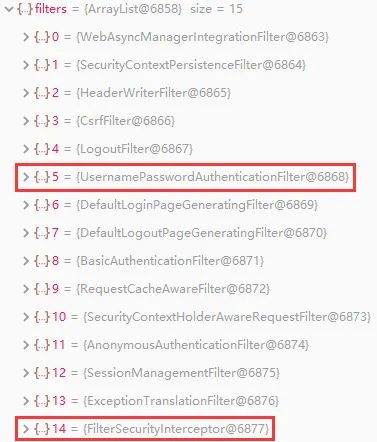 {...} filters = {ArrayList@6858} size = 15
{...} 0 = {WebAsyncManagerIntegrationFilter@6863}
{...} 1 = {SecurityContextPersistenceFilter@6864}
{...} 2 = {HeaderWriterFilter@6865}
{...} 3 = {CsrfFilter@6866}
{...} 4 = {LogoutFilter@6867}
{...} 5 = {UsernamePasswordAuthenticationFilter@6868}
{...} 6 = {DefaultLoginPageGeneratingFilter@6869}
{...} 7 = {DefaultLogoutPageGeneratingFilter@6870}
{...} 8 = {BasicAuthenticationFilter@6871}
{...} 9 = {RequestCacheAwareFilter@6872}
{...} 10 = {SecurityContextHolderAwareRequestFilter@6873}
{...} 11 = {AnonymousAuthenticationFilter@6874}
{...} 12 = {SessionManagementFilter@6875}
{...} 13 = {ExceptionTranslationFilter@6876}
{...} 14 = {FilterSecurityInterceptor@6877}